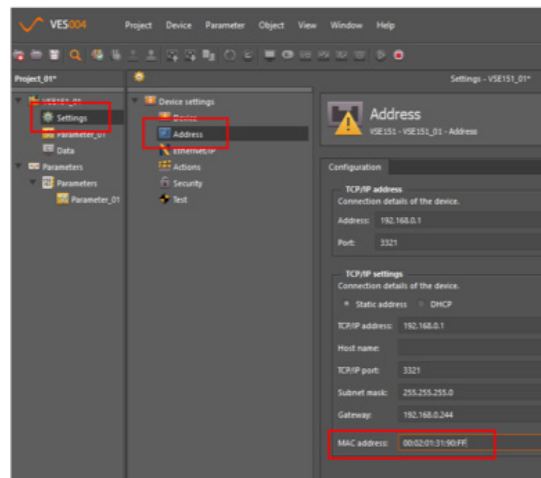 VES004 Project Device Parameter Object View Window Help
Project_01*
Settings - VSE151_01*
VSE151_01
Settings
Parameter_01
Data
Parameters
Parameters
Parameter_01
Device settings
Device
Address
Ethernet/IP
Actions
Security
Test
Address
VSE151 - VSE151_01 - Address
Configuration
TCP/IP address
Connection details of the device.
Address: 192.168.0.1
Port: 3321
TCP/IP settings
Connection details of the device.
Static address DHCP
TCP/IP address: 192.168.0.1
Host name:
TCP/IP port: 3321
Subnet mask: 255.255.255.0
Gateway: 192.168.0.244
MAC address: 00:02:01:31:90:FF